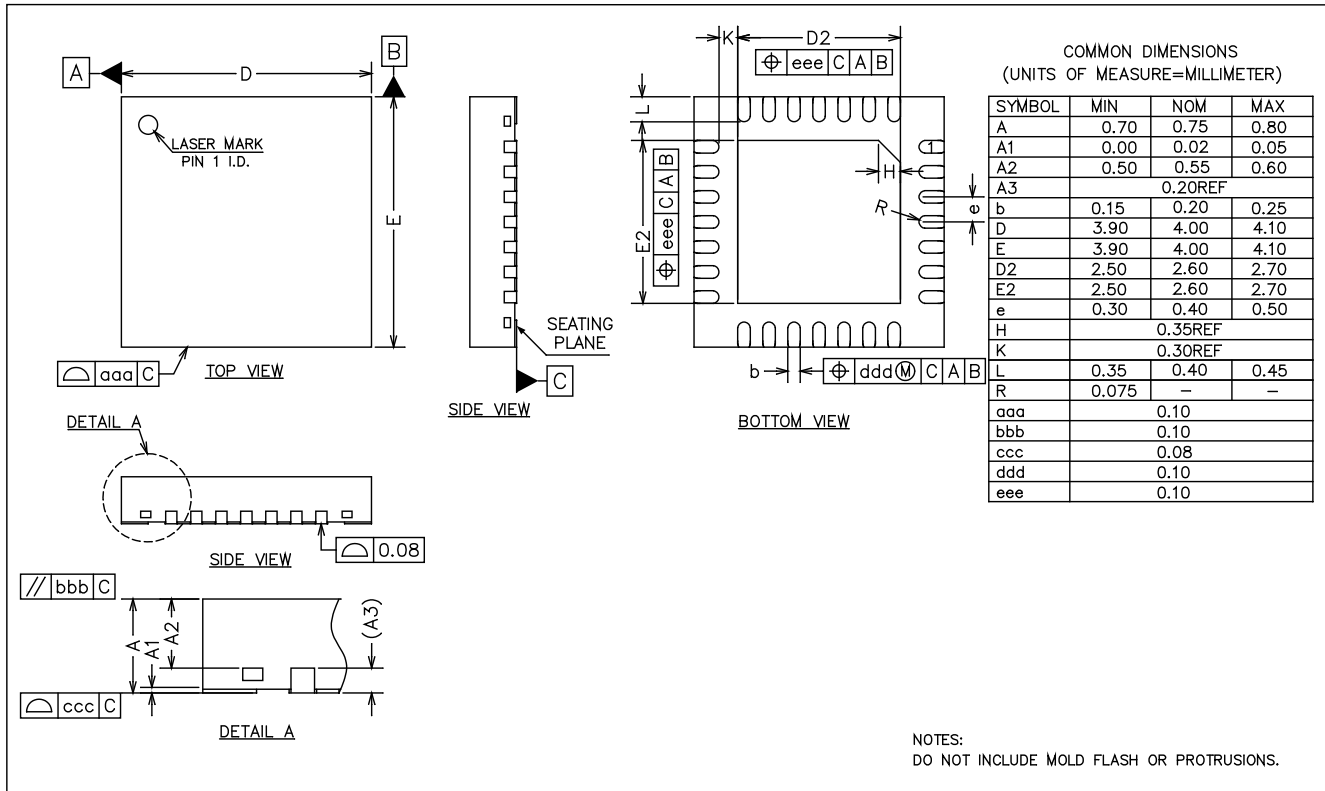 A
D
B
LASER MARK
PIN 1 I.D.
E
aaa C
TOP VIEW
SEATING
PLANE
C
SIDE VIEW
K
D2
eee C A B
L
1
H
R
e
E2
eee C A B
b
ddd Ⓜ C A B
BOTTOM VIEW
COMMON DIMENSIONS
(UNITS OF MEASURE=MILLIMETER)
SYMBOL MIN NOM MAX
A 0.70 0.75 0.80
A1 0.00 0.02 0.05
A2 0.50 0.55 0.60
A3 0.20REF
b 0.15 0.20 0.25
D 3.90 4.00 4.10
E 3.90 4.00 4.10
D2 2.50 2.60 2.70
E2 2.50 2.60 2.70
e 0.30 0.40 0.50
H 0.35REF
K 0.30REF
L 0.35 0.40 0.45
R 0.075 – –
aaa 0.10
bbb 0.10
ccc 0.08
ddd 0.10
eee 0.10
DETAIL A
SIDE VIEW
0.08
// bbb C
A
A1
A2
(A3)
ccc C
DETAIL A
NOTES:
DO NOT INCLUDE MOLD FLASH OR PROTRUSIONS.